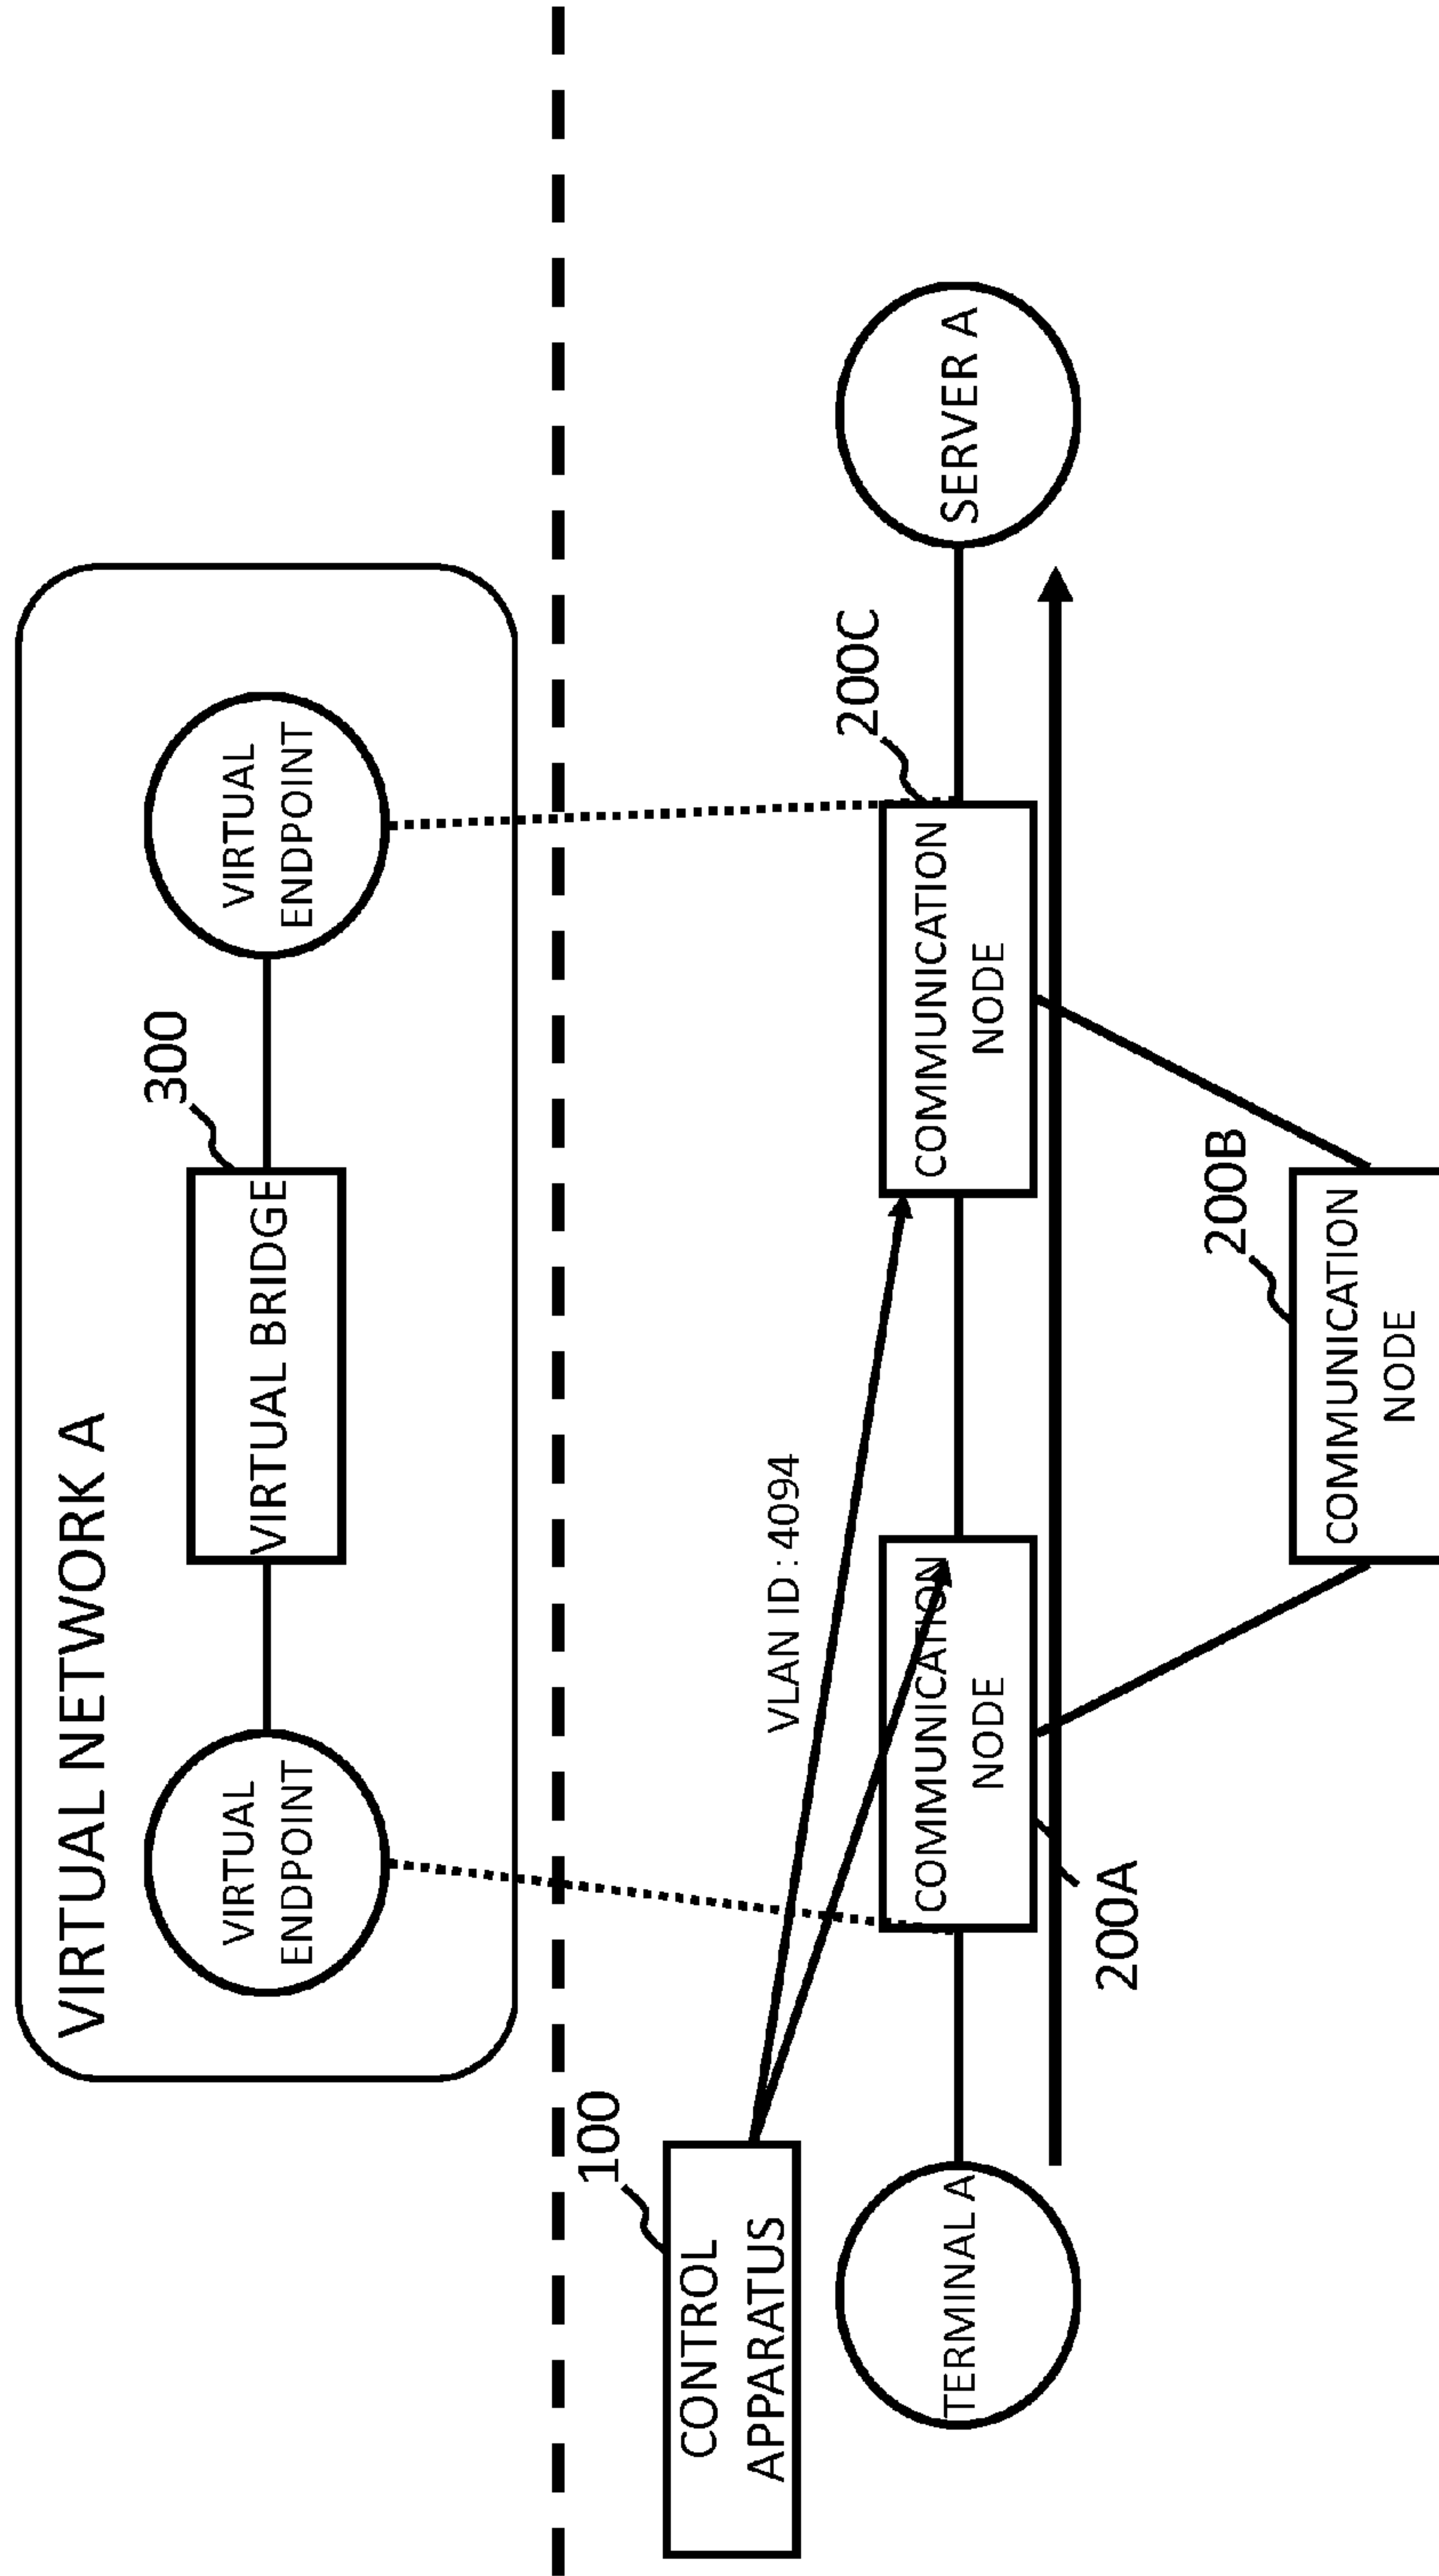 VIRTUAL NETWORK A
VIRTUAL
ENDPOINT
VIRTUAL BRIDGE
300
VIRTUAL
ENDPOINT
100
CONTROL
APPARATUS
VLAN ID : 4094
200C
TERMINAL A
COMMUNICATION
NODE
COMMUNICATION
NODE
SERVER A
200A
200B
COMMUNICATION
NODE